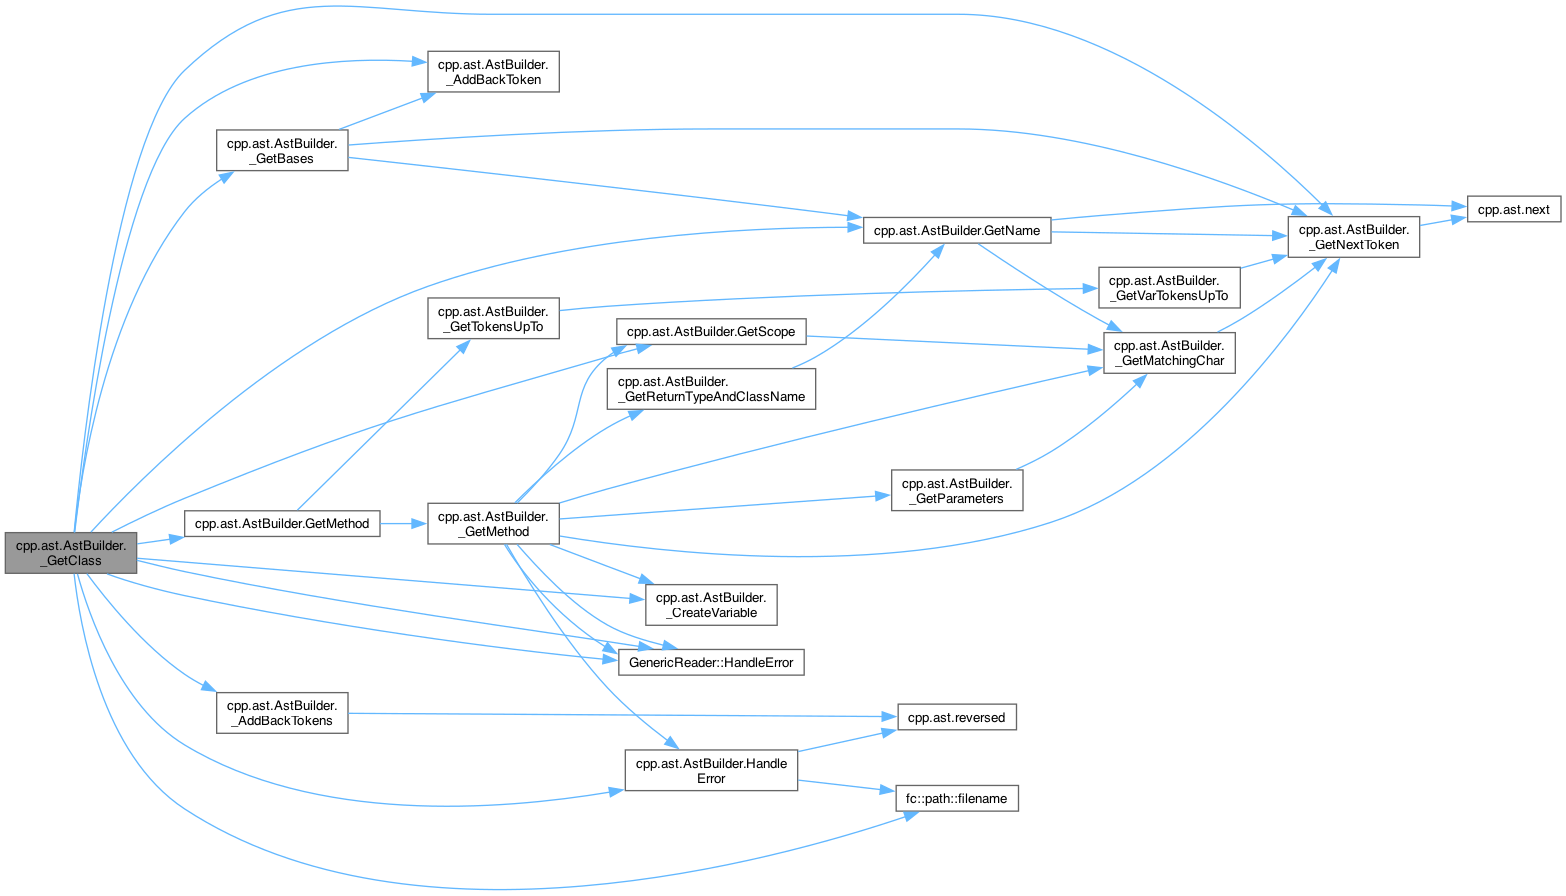 cpp.ast.AstBuilder.
_GetClass
cpp.ast.AstBuilder.
_AddBackToken
cpp.ast.AstBuilder.
_GetBases
cpp.ast.AstBuilder.GetName
cpp.ast.AstBuilder.
_GetNextToken
cpp.ast.next
cpp.ast.AstBuilder.
_GetVarTokensUpTo
cpp.ast.AstBuilder.
_GetTokensUpTo
cpp.ast.AstBuilder.GetScope
cpp.ast.AstBuilder.
_GetMatchingChar
cpp.ast.AstBuilder.
_GetReturnTypeAndClassName
cpp.ast.AstBuilder.
_GetParameters
cpp.ast.AstBuilder.GetMethod
cpp.ast.AstBuilder.
_GetMethod
cpp.ast.AstBuilder.
_CreateVariable
GenericReader::HandleError
cpp.ast.AstBuilder.
_AddBackTokens
cpp.ast.reversed
cpp.ast.AstBuilder.Handle
Error
fc::path::filename